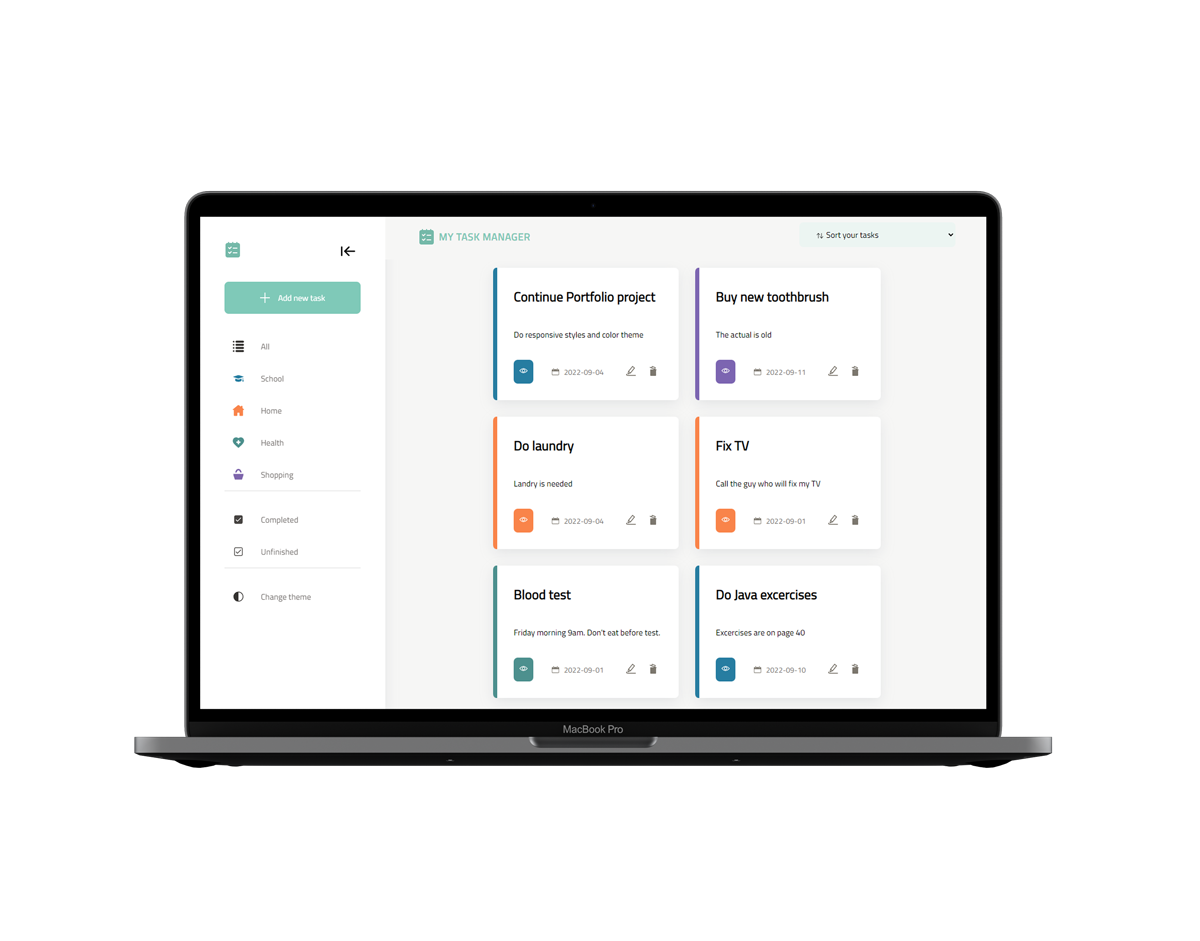 MY TASK MANAGER
Sort your tasks
Add new task
All
School
Home
Health
Shopping
Completed
Unfinished
Change theme
Continue Portfolio project
Do responsive styles and color theme
2022-09-04
Buy new toothbrush
The actual is old
2022-09-11
Do laundry
Landry is needed
2022-09-04
Fix TV
Call the guy who will fix my TV
2022-09-01
Blood test
Friday morning 9am. Don't eat before test.
2022-09-01
Do Java excercises
Excercises are on page 40
2022-09-10
MacBook Pro